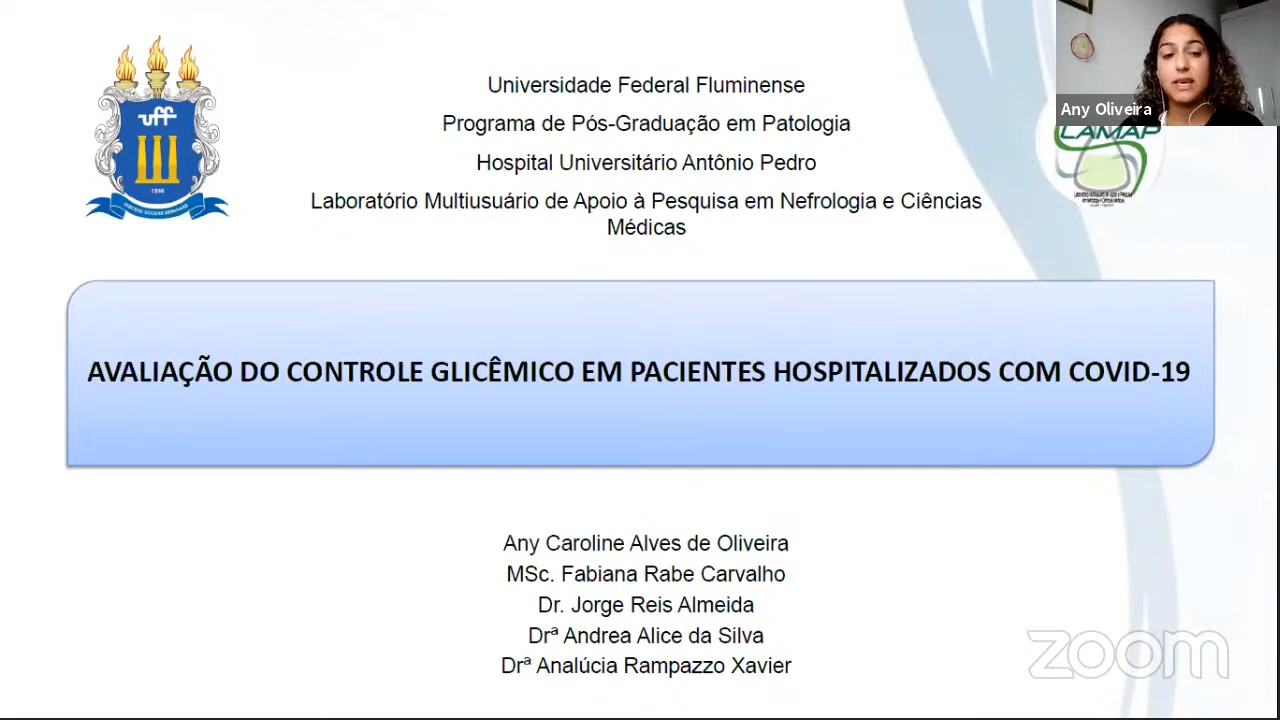 Universidade Federal Fluminense
Programa de Pós-Graduação em Patologia
Hospital Universitário Antônio Pedro
Laboratório Multiusuário de Apoio à Pesquisa em Nefrologia e Ciências
Médicas
Any Oliveira
LAMAP
uff
1960
AVALIAÇÃO DO CONTROLE GLICÊMICO EM PACIENTES HOSPITALIZADOS COM COVID-19
Any Caroline Alves de Oliveira
MSc. Fabiana Rabe Carvalho
Dr. Jorge Reis Almeida
Drª Andrea Alice da Silva
Drª Analúcia Rampazzo Xavier
zoom